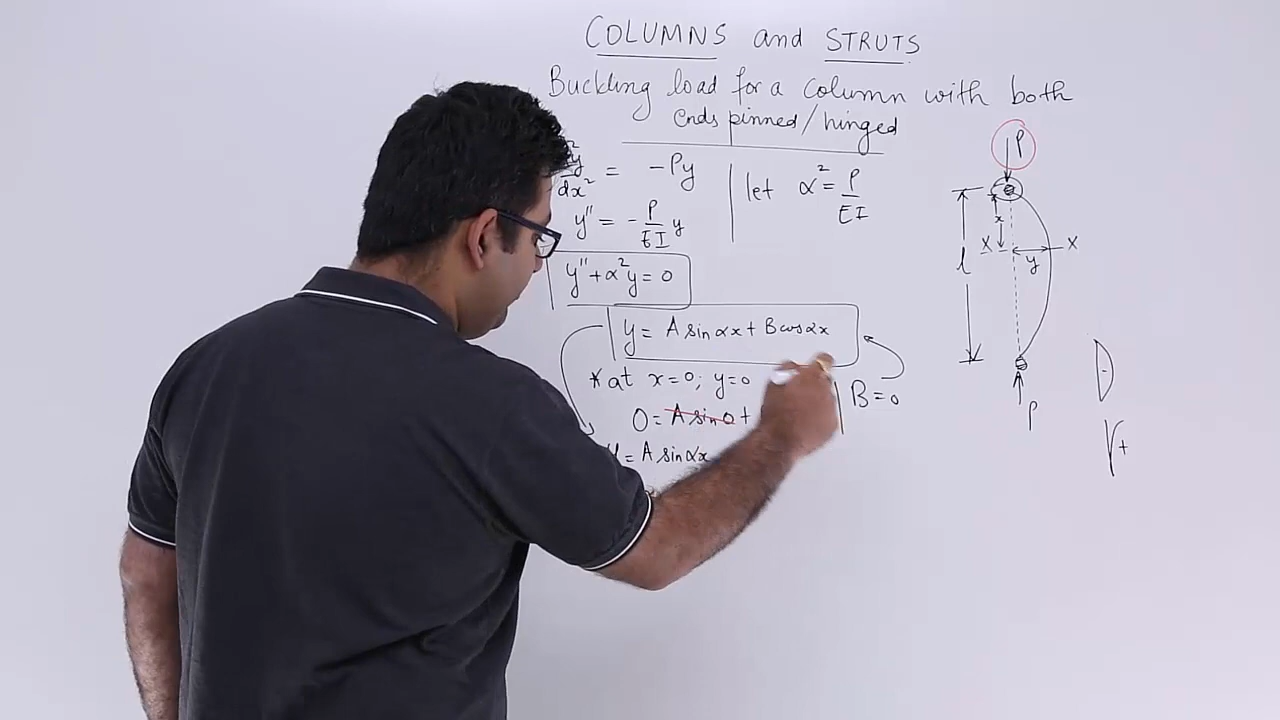 COLUMNS and STRUTS
Buckling load for a column with both
ends pinned/hinged
dx² = -Py
let α² = P/EI
y'' = -P/EI y
y''+α²y=0
y = A sin αx + B cos αx
*at x=0; y=0
B=0
0 = A sin 0 +
= A sin αx
P
x
X
X
y
l
P
+